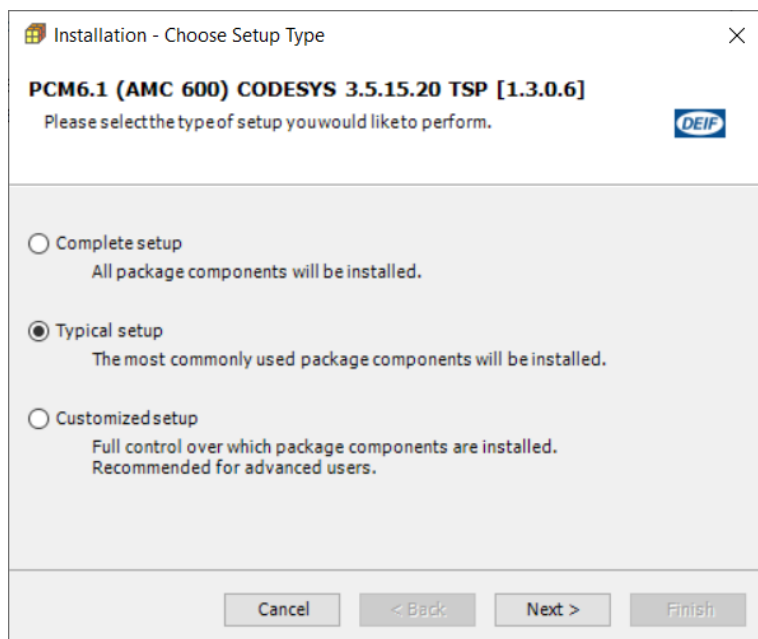 Installation - Choose Setup Type
PCM6.1 (AMC 600) CODESYS 3.5.15.20 TSP [1.3.0.6]
Please select the type of setup you would like to perform.
DEIF
Complete setup
All package components will be installed.
Typical setup
The most commonly used package components will be installed.
Customized setup
Full control over which package components are installed.
Recommended for advanced users.
Cancel
< Back
Next >
Finish